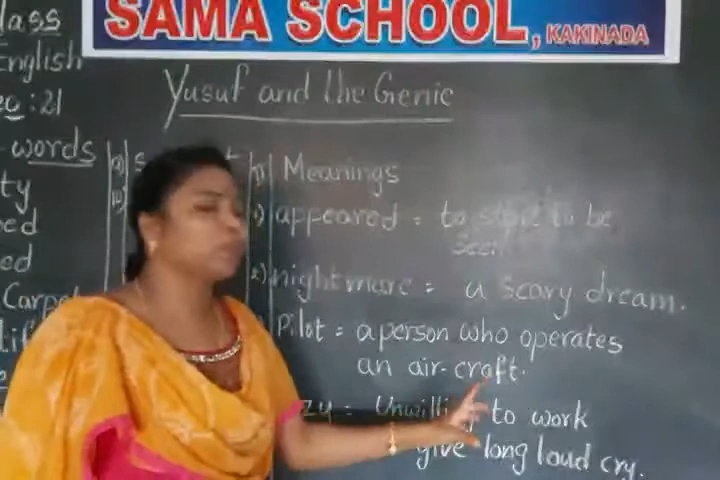 SAMA SCHOOL, KAKINADA
lass
English
: 21
words
ty
ed
ed
Carpet
Yusuf and the Genie
Meanings
1) appeared = to start to be
seen
2) nightmare = a scary dream.
Pilot = a person who operates
an air-craft.
zy = Unwilling to work
give long loud cry.